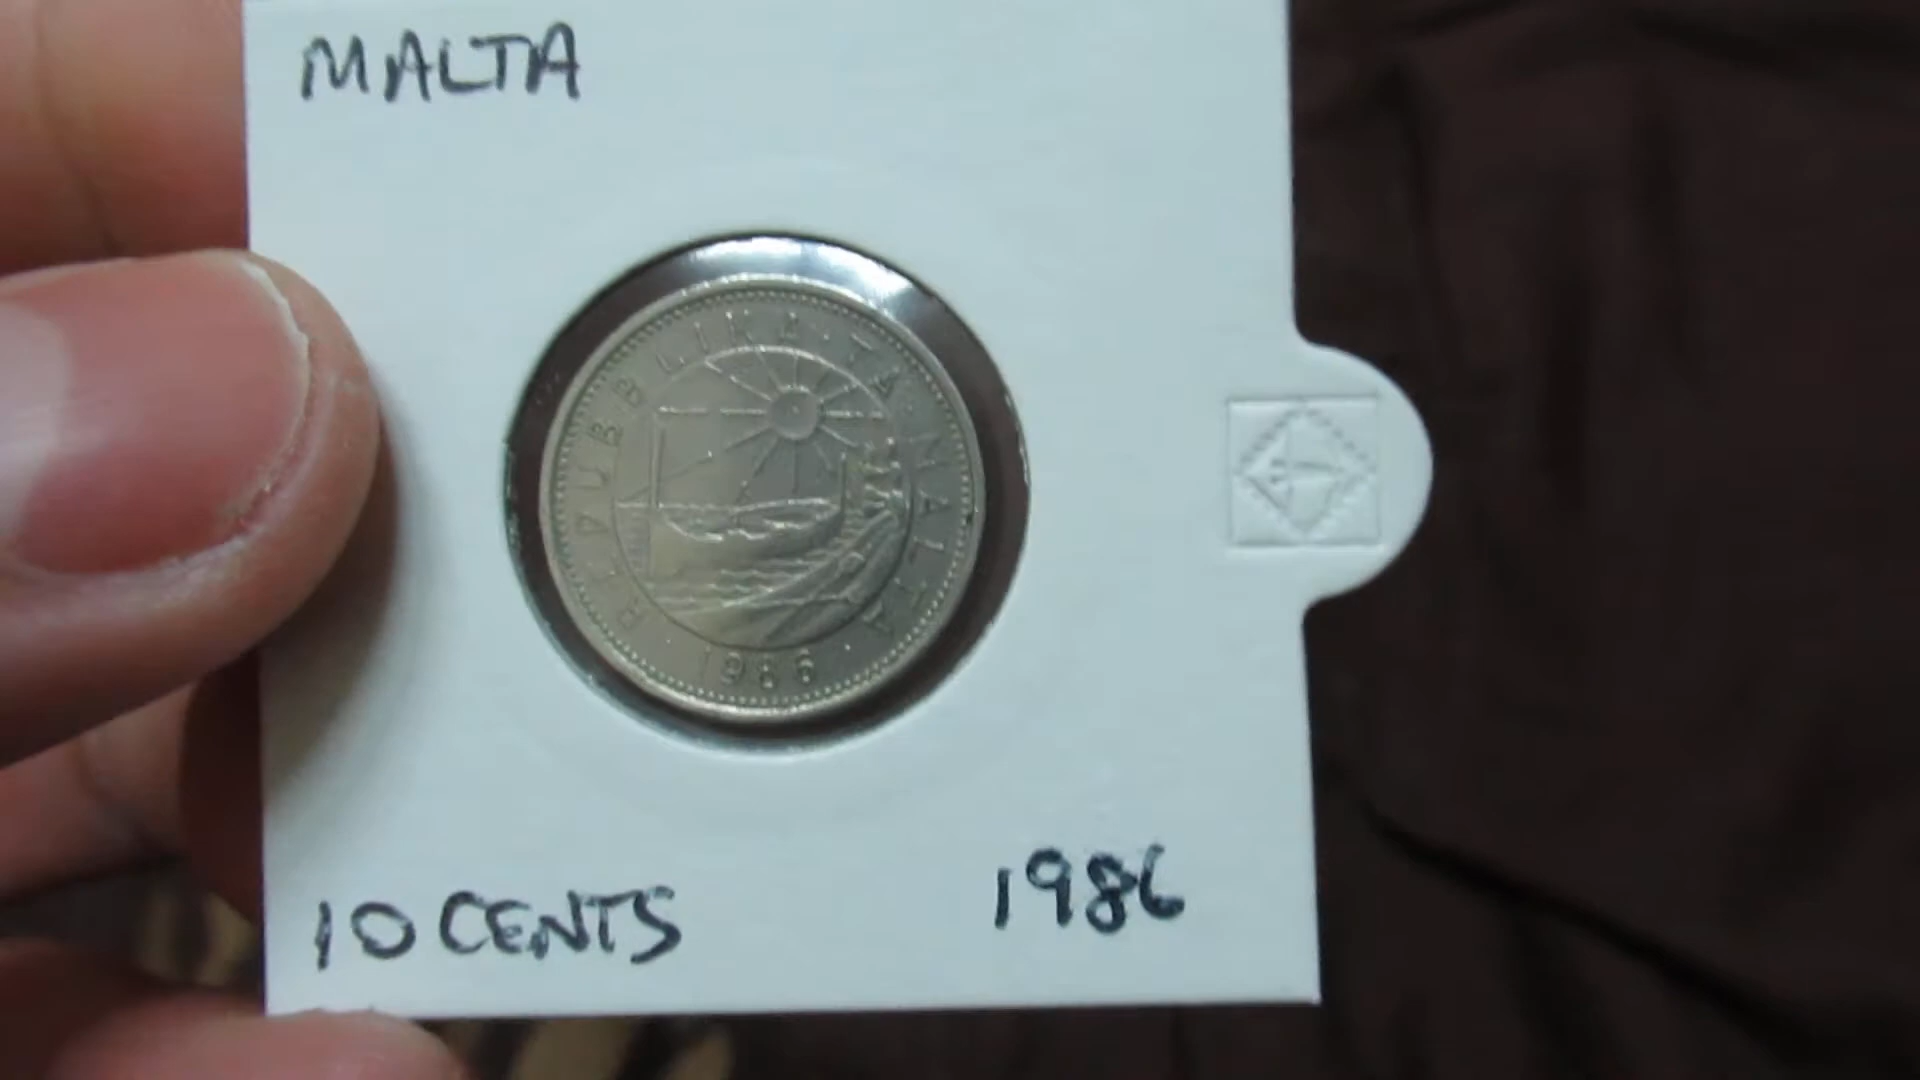 MALTA
REPUBBLIKA · TA · MALTA
· 1986 ·
10 CENTS
1986